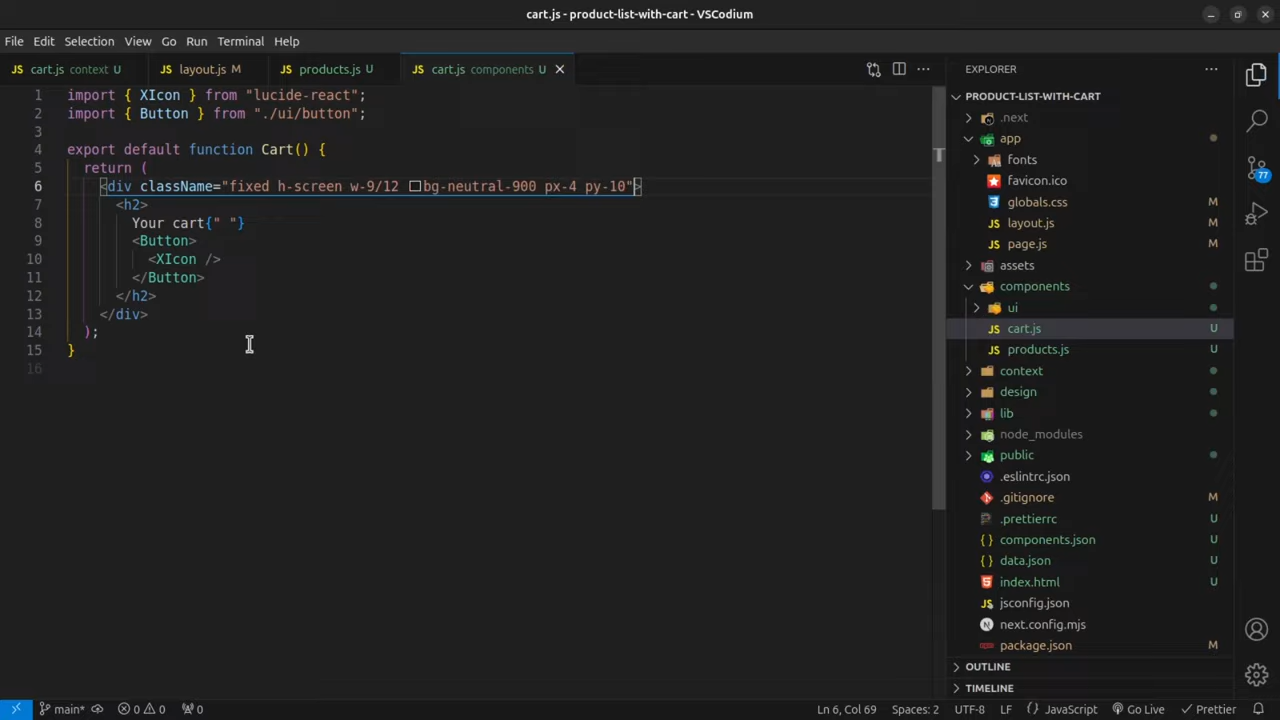 cart.js - product-list-with-cart - VSCodium
File Edit Selection View Go Run Terminal Help
JS cart.js context U JS layout.js M JS products.js U JS cart.js components U
1 import { XIcon } from "lucide-react";
2 import { Button } from "./ui/button";
3
4 export default function Cart() {
5 return (
6 <div className="fixed h-screen w-9/12 bg-neutral-900 px-4 py-10">
7 <h2>
8 Your cart{" "}
9 <Button>
10 <XIcon />
11 </Button>
12 </h2>
13 </div>
14 );
15 }
16
EXPLORER
PRODUCT-LIST-WITH-CART
.next
app
fonts
favicon.ico
globals.css M
layout.js M
page.js M
assets
components
ui
JS cart.js U
JS products.js U
context
design
lib
node_modules
public
.eslintrc.json
.gitignore M
.prettierrc U
{ } components.json U
{ } data.json U
index.html U
JS jsconfig.json
N next.config.mjs
package.json M
OUTLINE
TIMELINE
77
main* 0 0 0 Ln 6, Col 69 Spaces: 2 UTF-8 LF { } JavaScript Go Live Prettier